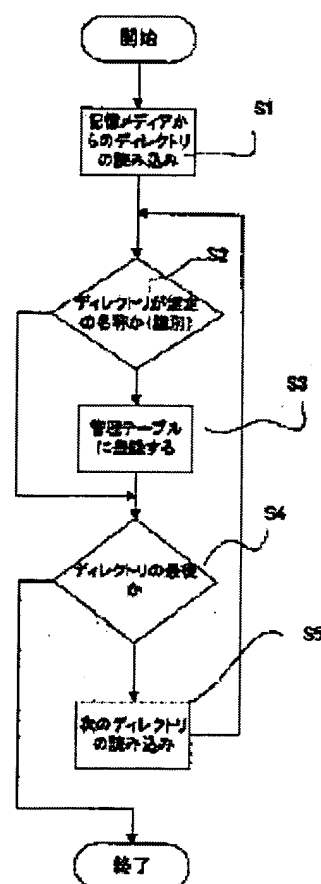 開始
S1
記憶メディアか
らのディレクトリ
の読み込み
S2
ディレクトリが
の名称か(識別)
S3
管理テーブル
に登録する
S4
ディレクトリの最後
か
S5
次のディレクトリ
の読み込み
終了